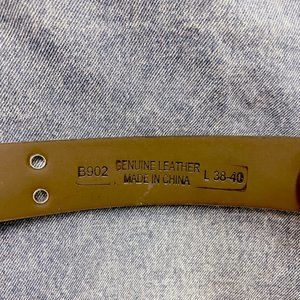 B902
GENUINE LEATHER
MADE IN CHINA
L 38-40